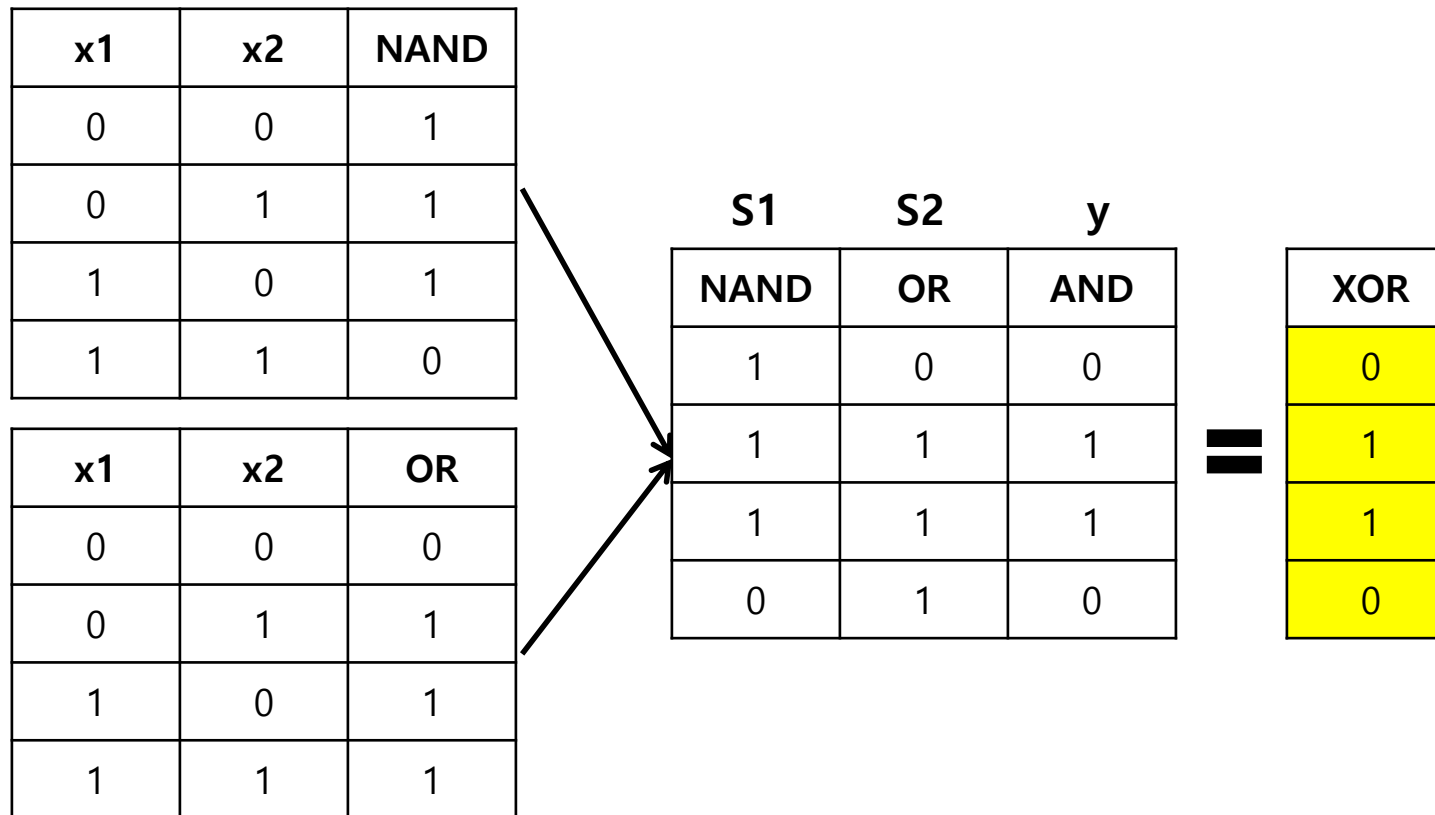 x1 x2 NAND
0 0 1
0 1 1
1 0 1
1 1 0
x1 x2 OR
0 0 0
0 1 1
1 0 1
1 1 1
S1 S2 y
NAND OR AND
1 0 0
1 1 1
1 1 1
0 1 0
=
XOR
0
1
1
0